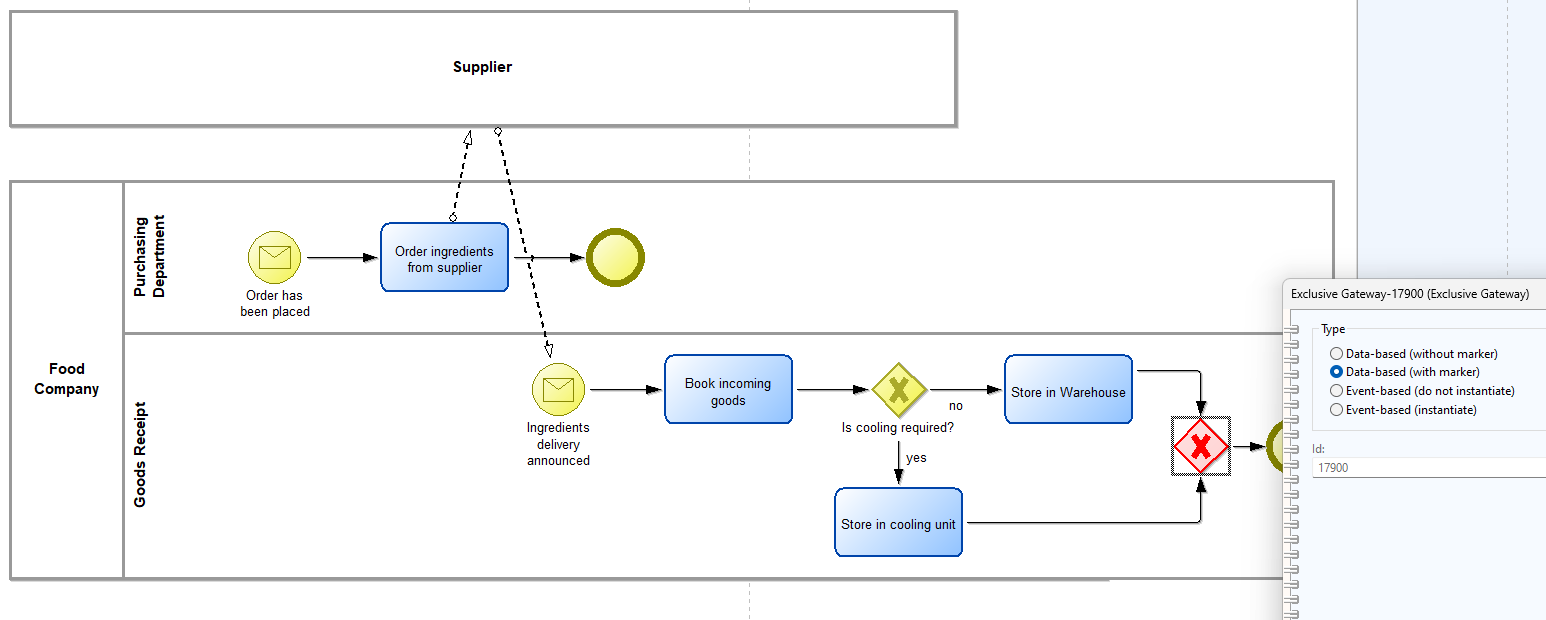 Supplier
Purchasing
Department
Order has
been placed
Order ingredients
from supplier
Food
Company
Goods Receipt
Ingredients
delivery
announced
Book incoming
goods
Is cooling required?
no
yes
Store in Warehouse
Store in cooling unit
Exclusive Gateway-17900 (Exclusive Gateway)
Type
Data-based (without marker)
Data-based (with marker)
Event-based (do not instantiate)
Event-based (instantiate)
Id:
17900